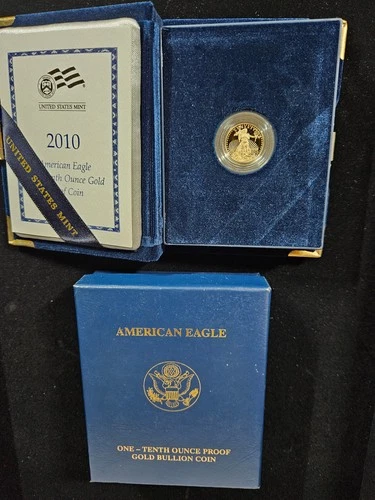 UNITED STATES MINT
2010
American Eagle
Ounce Gold
Coin
UNITED STATES MINT
AMERICAN EAGLE
ONE – TENTH OUNCE PROOF
GOLD BULLION COIN